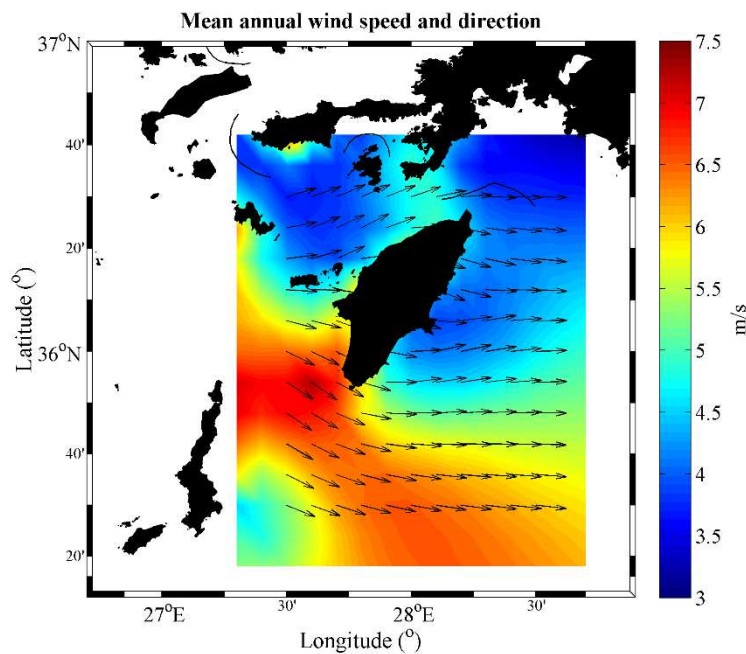 Mean annual wind speed and direction
37°N
40'
20'
36°N
40'
20'
Latitude (°)
27°E
30'
28°E
30'
Longitude (°)
7.5
7
6.5
6
5.5
5
4.5
4
3.5
3
m/s